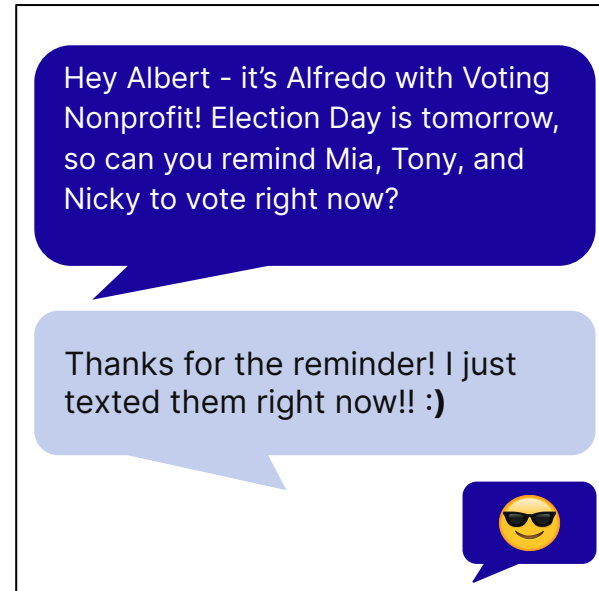 Hey Albert - it’s Alfredo with Voting
Nonprofit! Election Day is tomorrow,
so can you remind Mia, Tony, and
Nicky to vote right now?
Thanks for the reminder! I just
texted them right now!! :)
😎